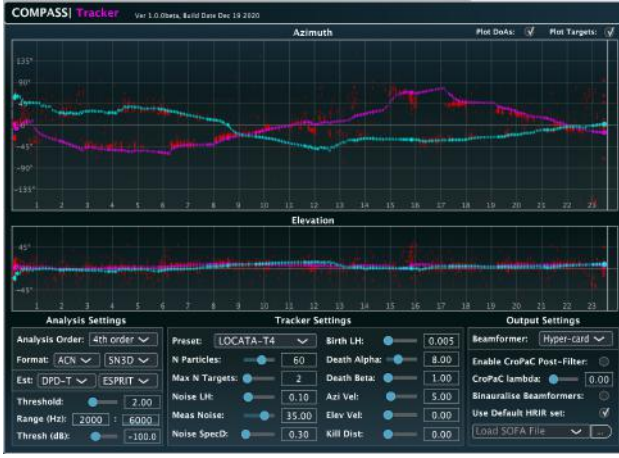 COMPASS| Tracker Ver 1.0.0beta, Build Date Dec 19 2020
Azimuth Plot DoAs: Plot Targets:
135°
90°
45°
0°
-45°
-90°
-135°
1 2 3 4 5 6 7 8 9 10 11 12 13 14 15 16 17 18 19 20 21 22 23
Elevation
45°
-45°
1 2 3 4 5 6 7 8 9 10 11 12 13 14 15 16 17 18 19 20 21 22 23
Analysis Settings Tracker Settings Output Settings
Analysis Order: 4th order Preset: LOCATA-T4 Birth LH: 0.005 Beamformer: Hyper-card
Format: ACN SN3D N Particles: 60 Death Alpha: 8.00 Enable CroPaC Post-Filter:
Est: DPD-T ESPRIT Max N Targets: 2 Death Beta: 1.00 CroPaC lambda: 0.00
Threshold: 2.00 Noise LH: 0.10 Azi Vel: 5.00 Binauralise Beamformers:
Range (Hz): 2000 : 6000 Meas Noise: 35.00 Elev Vel: 0.00 Use Default HRIR set:
Thresh (dB): -100.0 Noise SpecD: 0.30 Kill Dist: 0.00 Load SOFA File ...